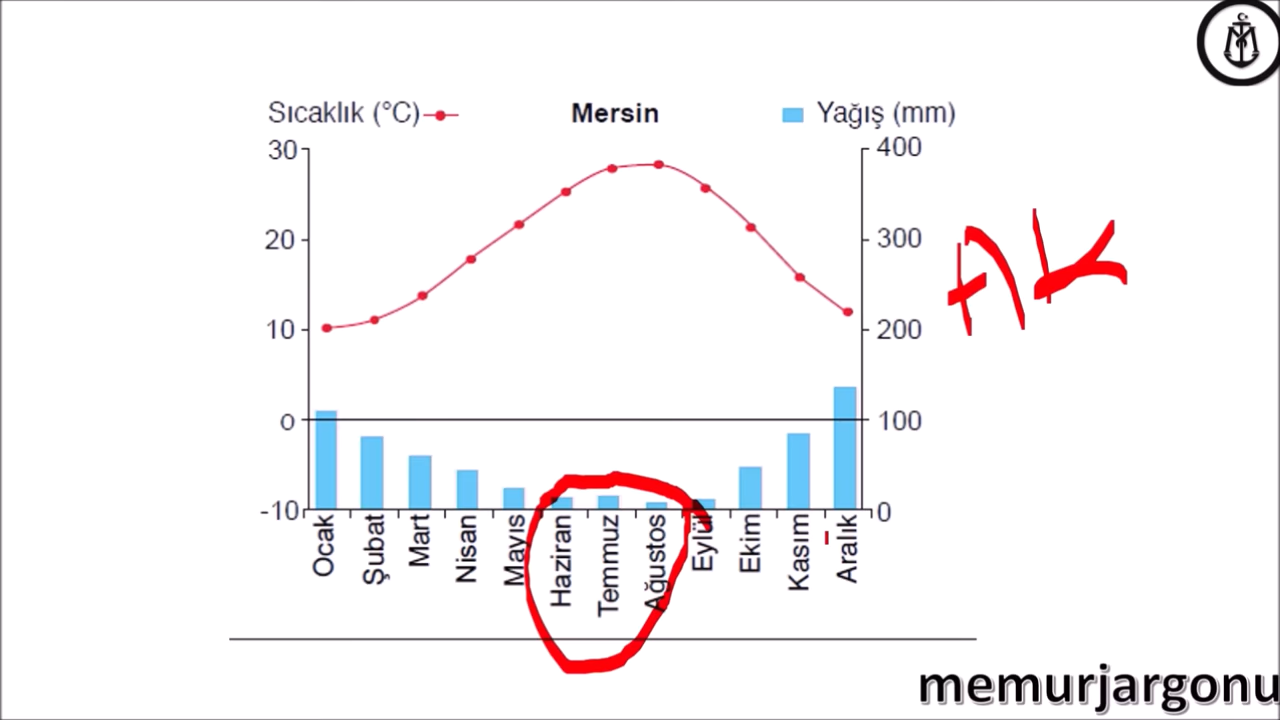 Sıcaklık (°C) Mersin Yağış (mm)
30 400
20 300
AK
10 200
0 100
-10 0
Ocak Şubat Mart Nisan Mayıs Haziran Temmuz Ağustos Eylül Ekim Kasım Aralık
memurjargonu